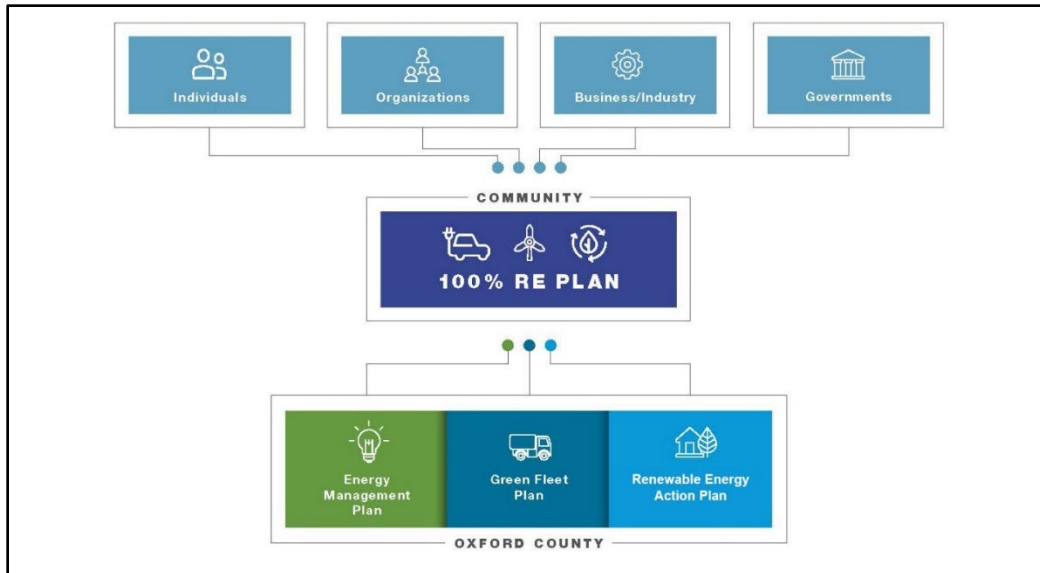 Individuals
Organizations
Business/Industry
Governments
COMMUNITY
100% RE PLAN
Energy
Management
Plan
Green Fleet
Plan
Renewable Energy
Action Plan
OXFORD COUNTY